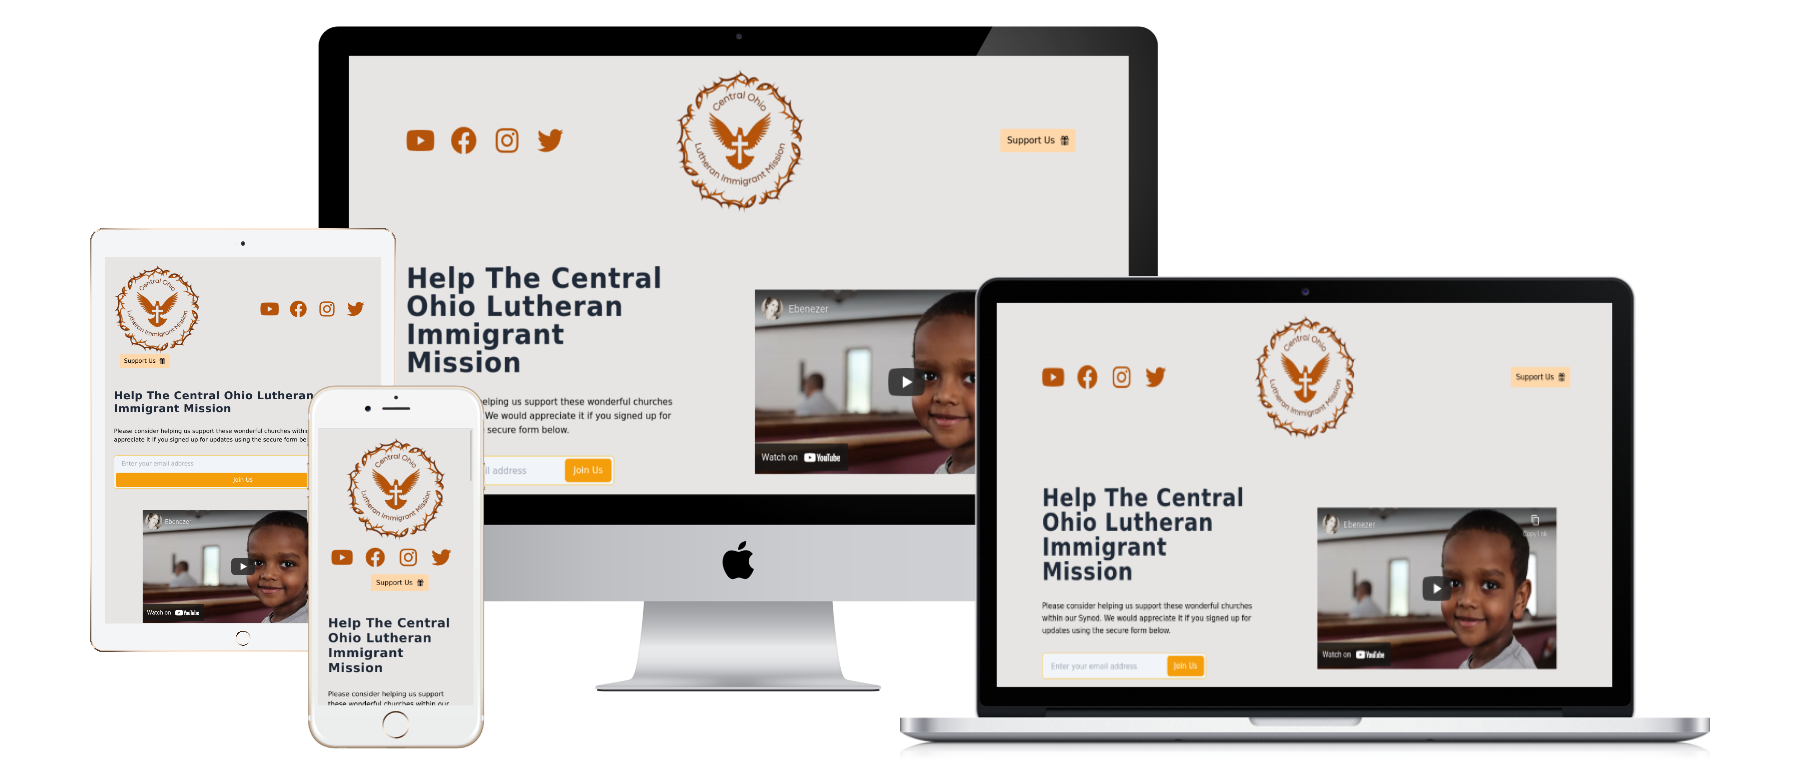 Central Ohio
Lutheran Immigrant Mission
Support Us
Help The Central
Ohio Lutheran
Immigrant
Mission
elping us support these wonderful churches
We would appreciate it if you signed up for
secure form below.
il address
Join Us
Ebenezer
Watch on YouTube
Central Ohio
Lutheran Immigrant Mission
Support Us
Help The Central Ohio Lutheran
Immigrant Mission
Please consider helping us support these wonderful churches within
appreciate it if you signed up for updates using the secure form be
Enter your email address
Join Us
Ebenezer
Watch on YouTube
Central Ohio
Lutheran Immigrant Mission
Support Us
Help The Central
Ohio Lutheran
Immigrant
Mission
Please consider helping us support
these wonderful churches within our
Central Ohio
Lutheran Immigrant Mission
Support Us
Help The Central
Ohio Lutheran
Immigrant
Mission
Please consider helping us support these wonderful churches
within our Synod. We would appreciate it if you signed up for
updates using the secure form below.
Enter your email address
Join Us
Ebenezer
Copy link
Watch on YouTube